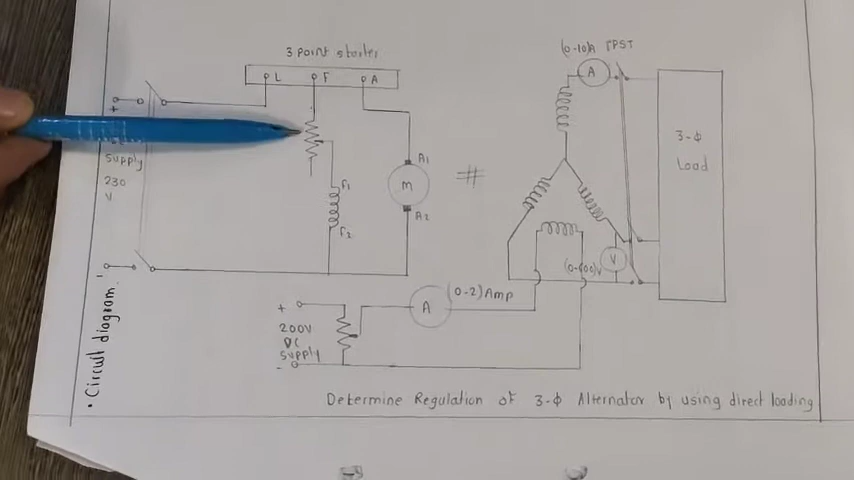 3 point starter
L F A
+
Supply
230
V
-
F1
F2
A1
M
A2
#
(0-10)A TPST
A
3-Φ
Load
V
(0-600)V
+
200V
DC
Supply
-
A
(0-2) Amp
• Circuit diagram.
Determine Regulation of 3-Φ Alternator by using direct loading